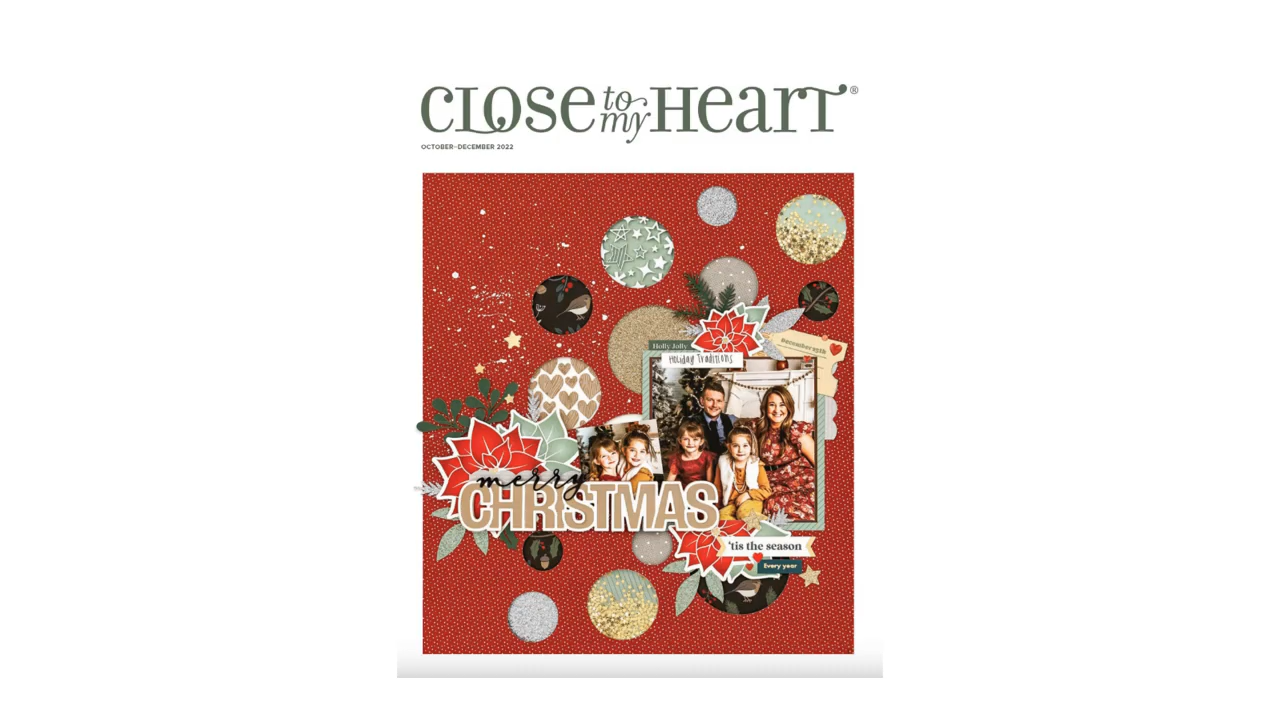 CLOSE to my HEART®
OCTOBER–DECEMBER 2022
Holly Jolly
Holiday Traditions
merry
CHRISTMAS
'tis the season
Every year